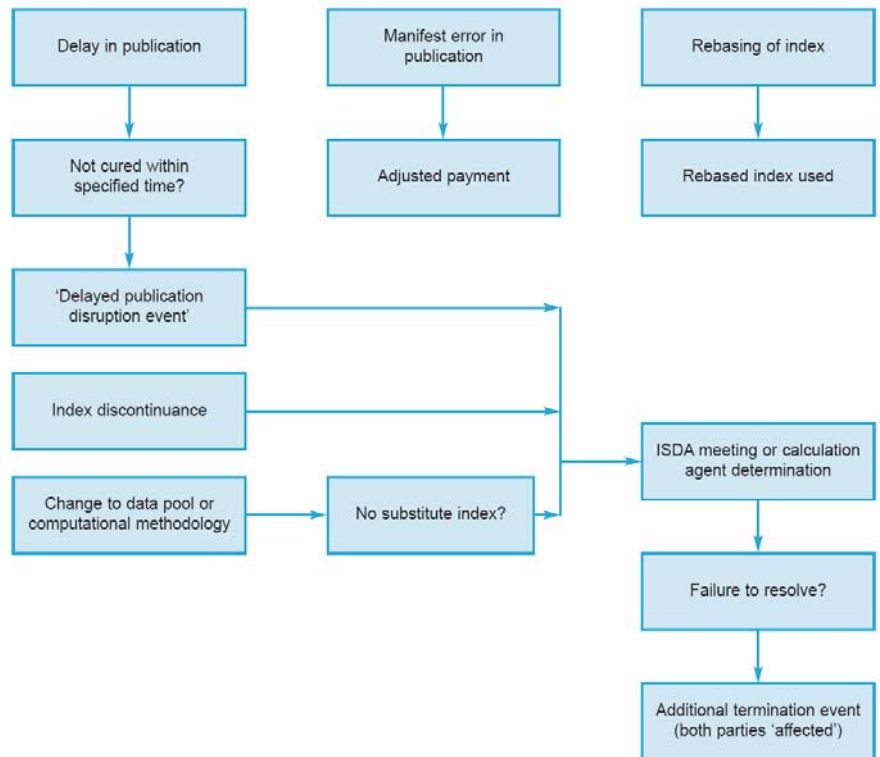 Delay in publication
Manifest error in
publication
Rebasing of index
Not cured within
specified time?
Adjusted payment
Rebased index used
‘Delayed publication
disruption event’
Index discontinuance
ISDA meeting or calculation
agent determination
Change to data pool or
computational methodology
No substitute index?
Failure to resolve?
Additional termination event
(both parties ‘affected’)